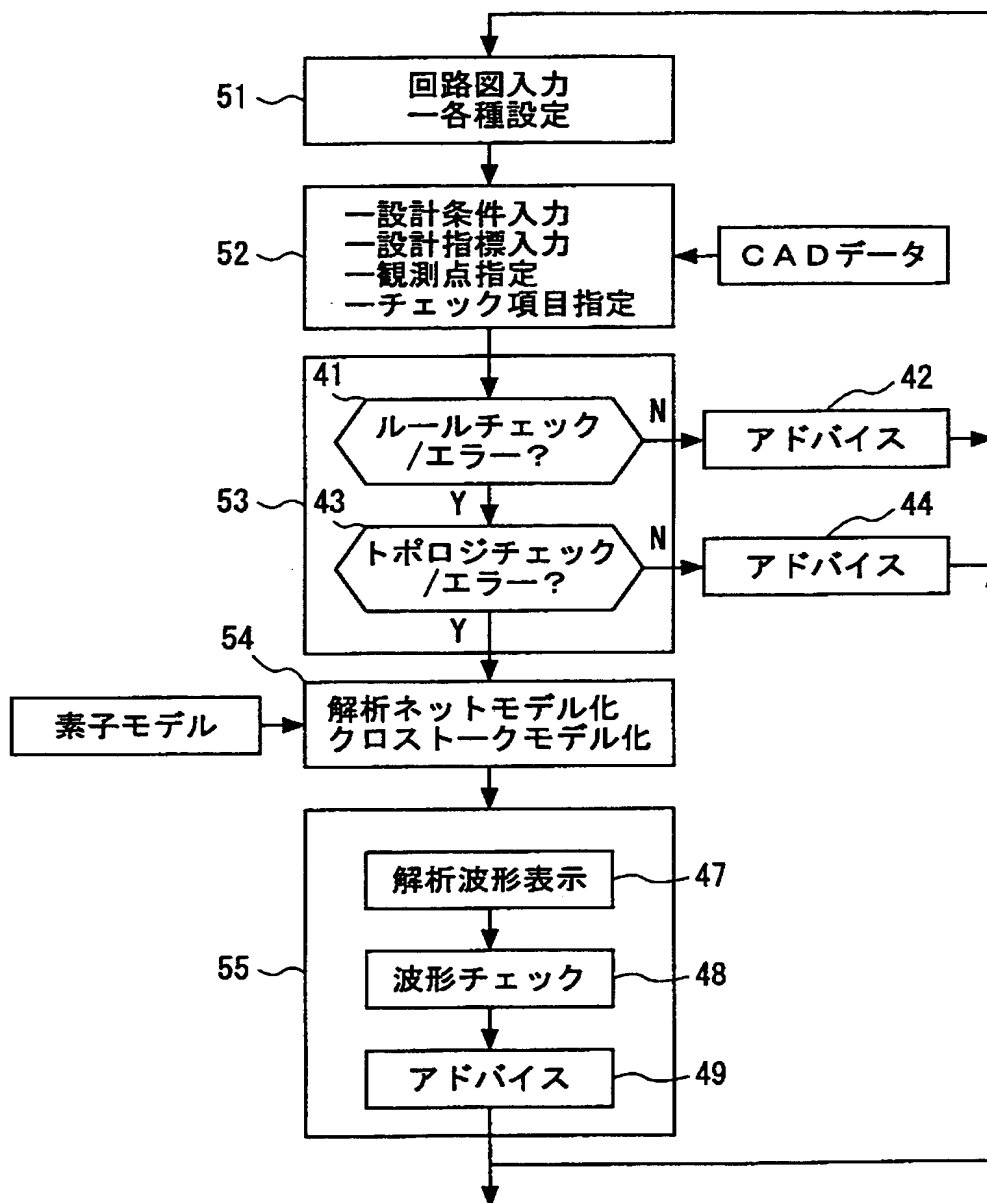 51
回路図入力
―各種設定
52
―設計条件入力
―設計指標入力
―観測点指定
―チェック項目指定
CADデータ
53
41
ルールチェック
/エラー?
N
42
アドバイス
Y
43
トポロジチェック
/エラー?
N
44
アドバイス
Y
54
素子モデル
解析ネットモデル化
クロストークモデル化
55
解析波形表示
47
波形チェック
48
アドバイス
49